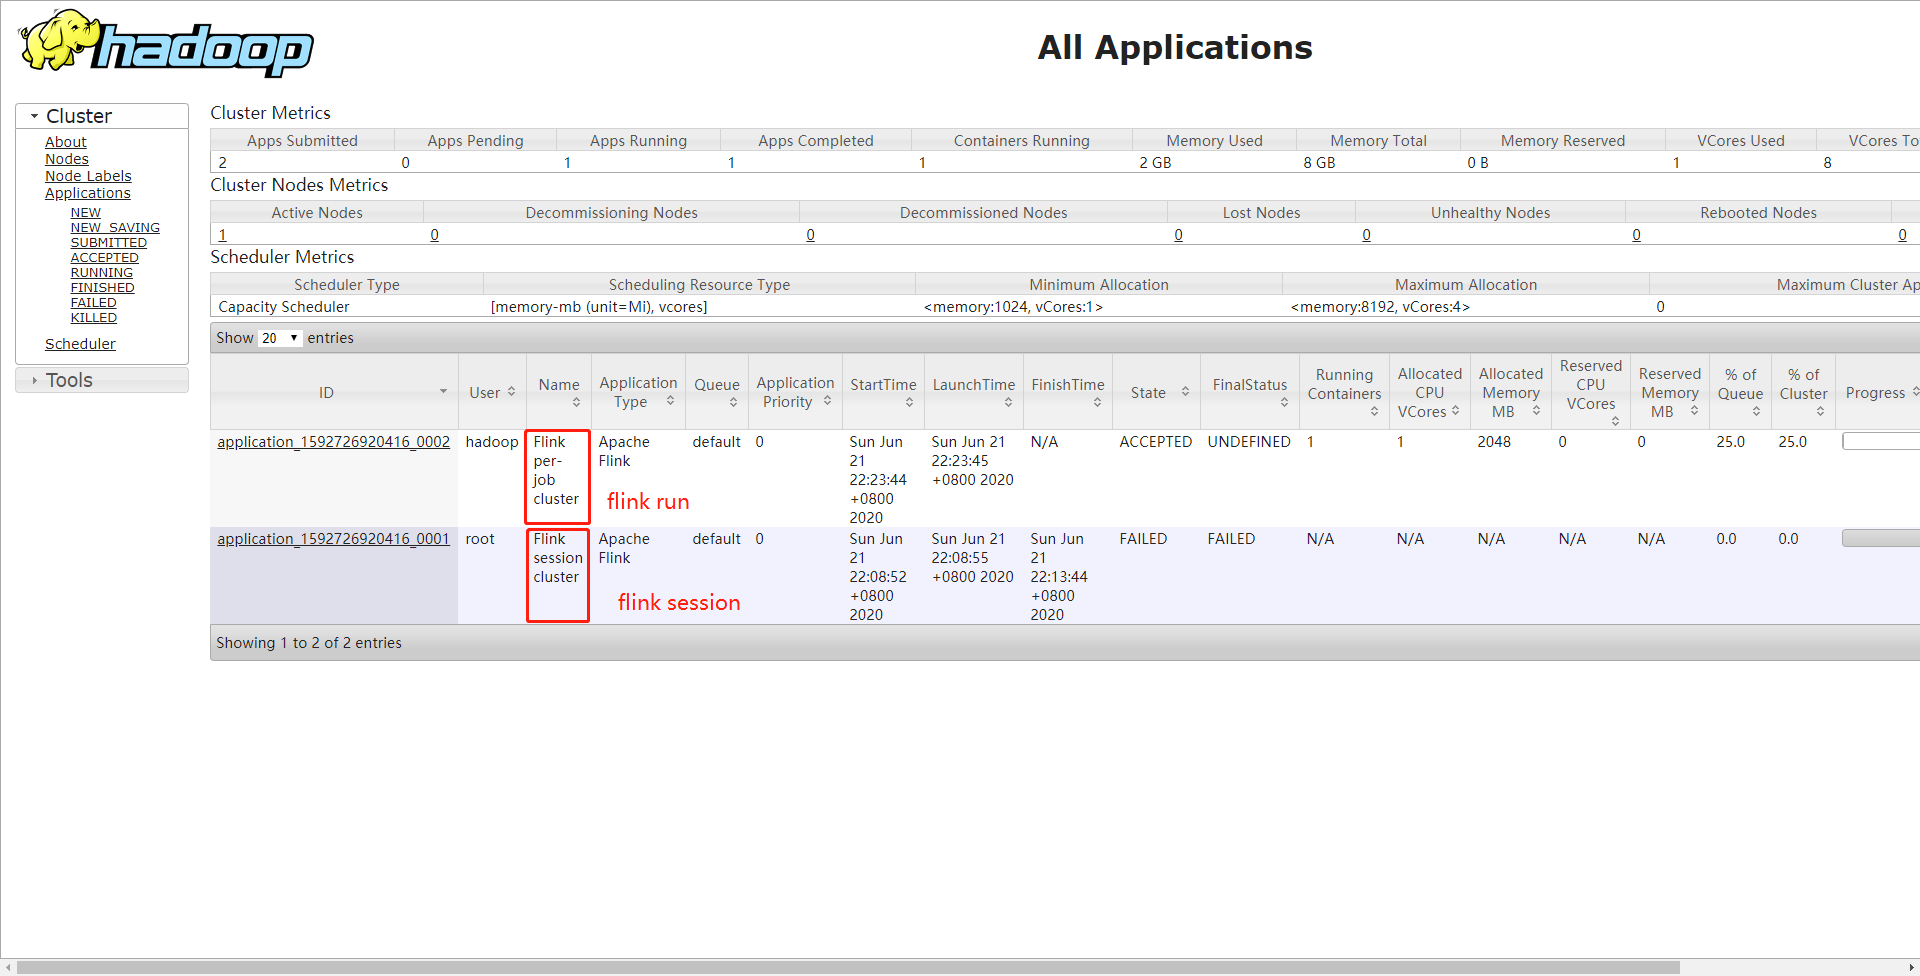 hadoop
All Applications
Cluster
About
Nodes
Node Labels
Applications
NEW
NEW_SAVING
SUBMITTED
ACCEPTED
RUNNING
FINISHED
FAILED
KILLED
Scheduler
Tools
Cluster Metrics
Apps Submitted Apps Pending Apps Running Apps Completed Containers Running Memory Used Memory Total Memory Reserved VCores Used VCores To
2 0 1 1 1 2 GB 8 GB 0 B 1 8
Cluster Nodes Metrics
Active Nodes Decommissioning Nodes Decommissioned Nodes Lost Nodes Unhealthy Nodes Rebooted Nodes
1 0 0 0 0 0 0
Scheduler Metrics
Scheduler Type Scheduling Resource Type Minimum Allocation Maximum Allocation Maximum Cluster Ap
Capacity Scheduler [memory-mb (unit=Mi), vcores] <memory:1024, vCores:1> <memory:8192, vCores:4> 0
Show 20 entries
ID User Name Application Type Queue Application Priority StartTime LaunchTime FinishTime State FinalStatus Running Containers Allocated CPU VCores Allocated Memory MB Reserved CPU VCores Reserved Memory MB % of Queue % of Cluster Progress
application_1592726920416_0002 hadoop Flink per-job cluster Apache Flink default 0 Sun Jun 21 22:23:44 +0800 2020 Sun Jun 21 22:23:45 +0800 2020 N/A ACCEPTED UNDEFINED 1 1 2048 0 0 25.0 25.0
flink run
application_1592726920416_0001 root Flink session cluster Apache Flink default 0 Sun Jun 21 22:08:52 +0800 2020 Sun Jun 21 22:08:55 +0800 2020 Sun Jun 21 22:13:44 +0800 2020 FAILED FAILED N/A N/A N/A N/A N/A 0.0 0.0
flink session
Showing 1 to 2 of 2 entries